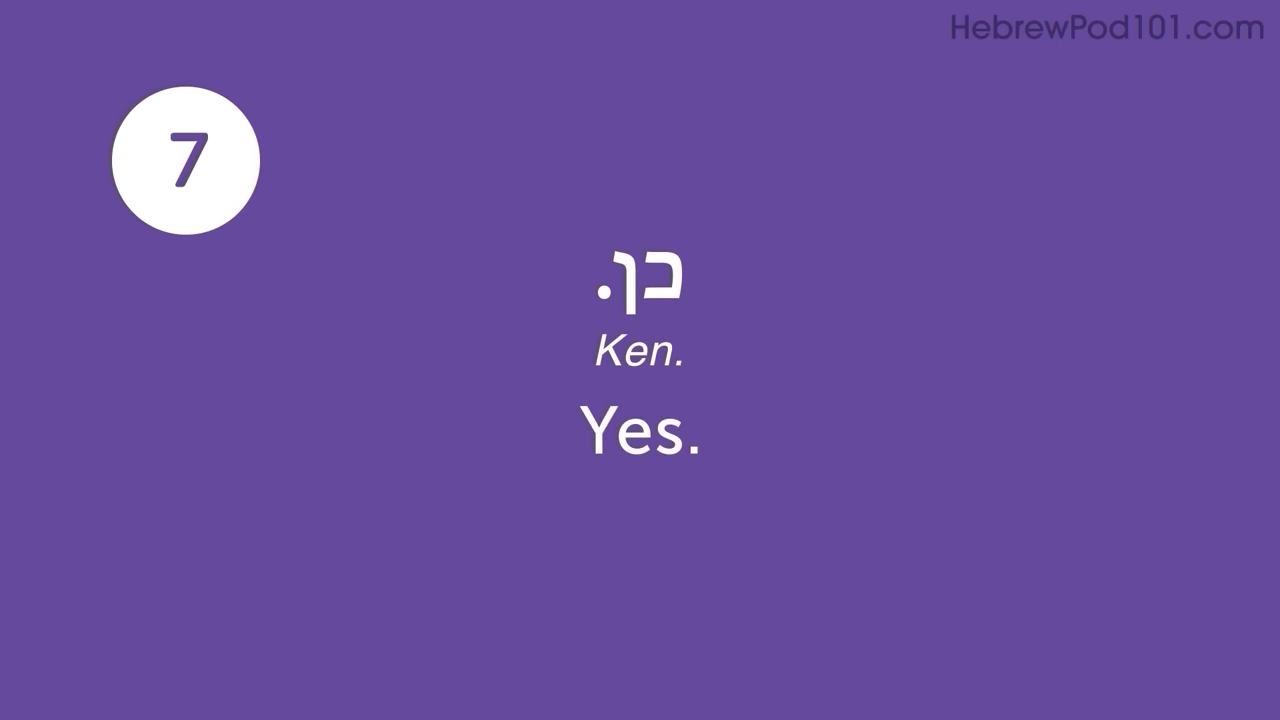 HebrewPod101.com
7
כן.
Ken.
Yes.